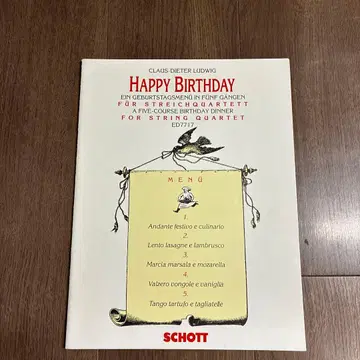 CLAUS-DIETER LUDWIG
HAPPY BIRTHDAY
EIN GEBURTSTAGSMENÜ IN FÜNF GÄNGEN
FÜR STREICHQUARTETT
A FIVE-COURSE BIRTHDAY DINNER
FOR STRING QUARTET
ED7717
MENÜ
1.
Andante festivo e culinario
2.
Lento lasagne e lambrusco
3.
Marcia marsala e mozarella
4.
Valzero vongole e vaniglia
5.
Tango tartufo e tagliatelle
SCHOTT